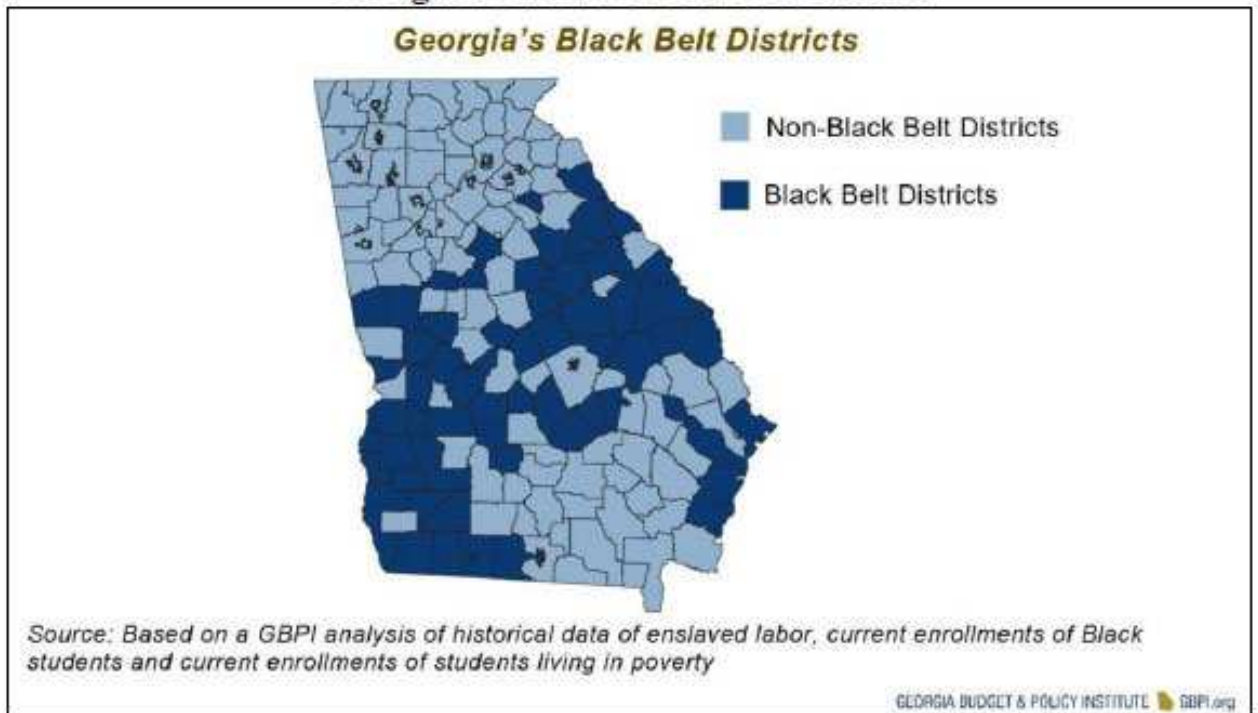 Georgia's Black Belt Districts
Non-Black Belt Districts
Black Belt Districts
Source: Based on a GBPI analysis of historical data of enslaved labor, current enrollments of Black
students and current enrollments of students living in poverty
GEORGIA BUDGET & POLICY INSTITUTE GBPI.org